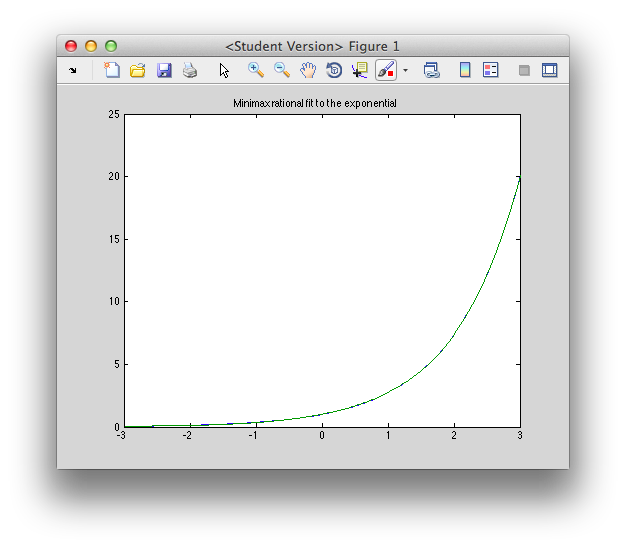 <Student Version> Figure 1
Minimax rational fit to the exponential
25
20
15
10
5
0
-3 -2 -1 0 1 2 3